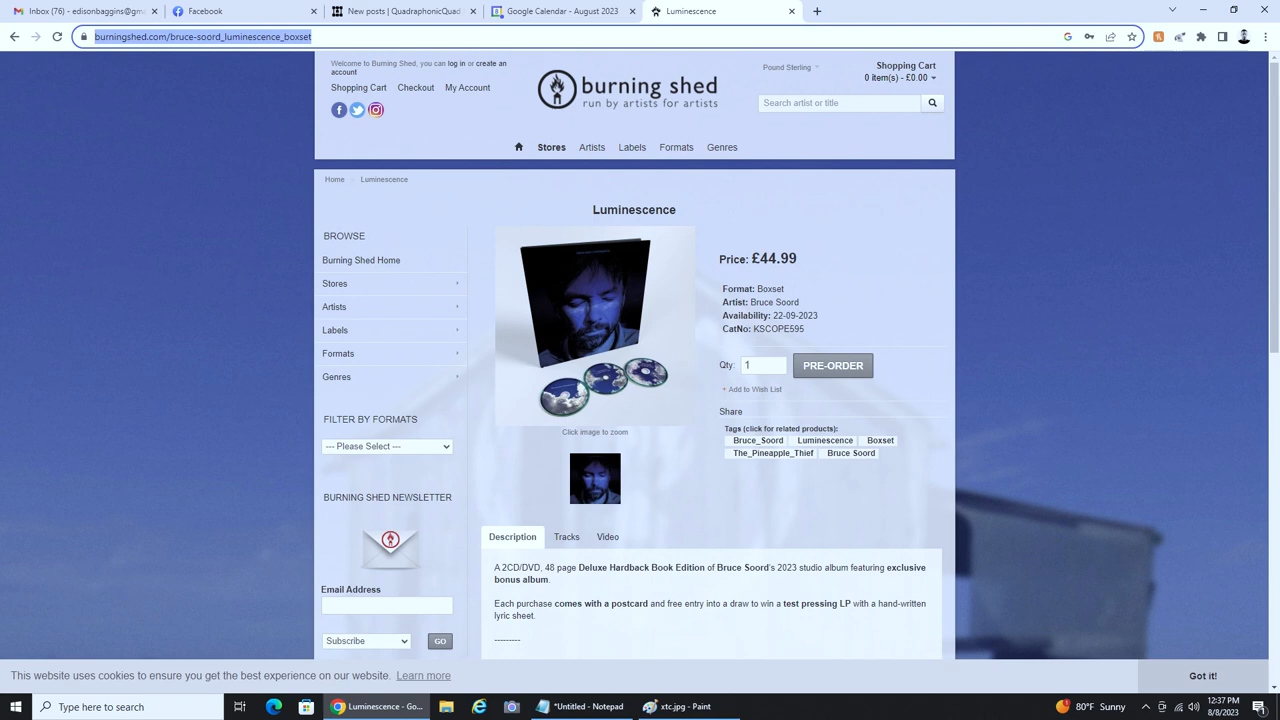 Inbox (76) - edisonbaggins@gm
Facebook
New posts | QuadraphonicQuad
Google Calendar - August 2023
Luminescence
burningshed.com/bruce-soord_luminescence_boxset
Welcome to Burning Shed, you can log in or create an
account
Shopping Cart Checkout My Account
burning shed
run by artists for artists
Pound Sterling
Shopping Cart
0 item(s) - £0.00
Search artist or title
Stores Artists Labels Formats Genres
Home Luminescence
Luminescence
BROWSE
Burning Shed Home
Stores
Artists
Labels
Formats
Genres
FILTER BY FORMATS
--- Please Select ---
BURNING SHED NEWSLETTER
Email Address
Subscribe GO
Click image to zoom
Price: £44.99
Format: Boxset
Artist: Bruce Soord
Availability: 22-09-2023
CatNo: KSCOPE595
Qty: 1 PRE-ORDER
+ Add to Wish List
Share
Tags (click for related products):
Bruce_Soord Luminescence Boxset
The_Pineapple_Thief Bruce Soord
Description Tracks Video
A 2CD/DVD, 48 page Deluxe Hardback Book Edition of Bruce Soord's 2023 studio album featuring exclusive
bonus album.
Each purchase comes with a postcard and free entry into a draw to win a test pressing LP with a hand-written
lyric sheet.
---------
This website uses cookies to ensure you get the best experience on our website. Learn more
Got it!
Type here to search
Luminescence - Go...
*Untitled - Notepad
xtc.jpg - Paint
80°F Sunny
12:37 PM
8/8/2023